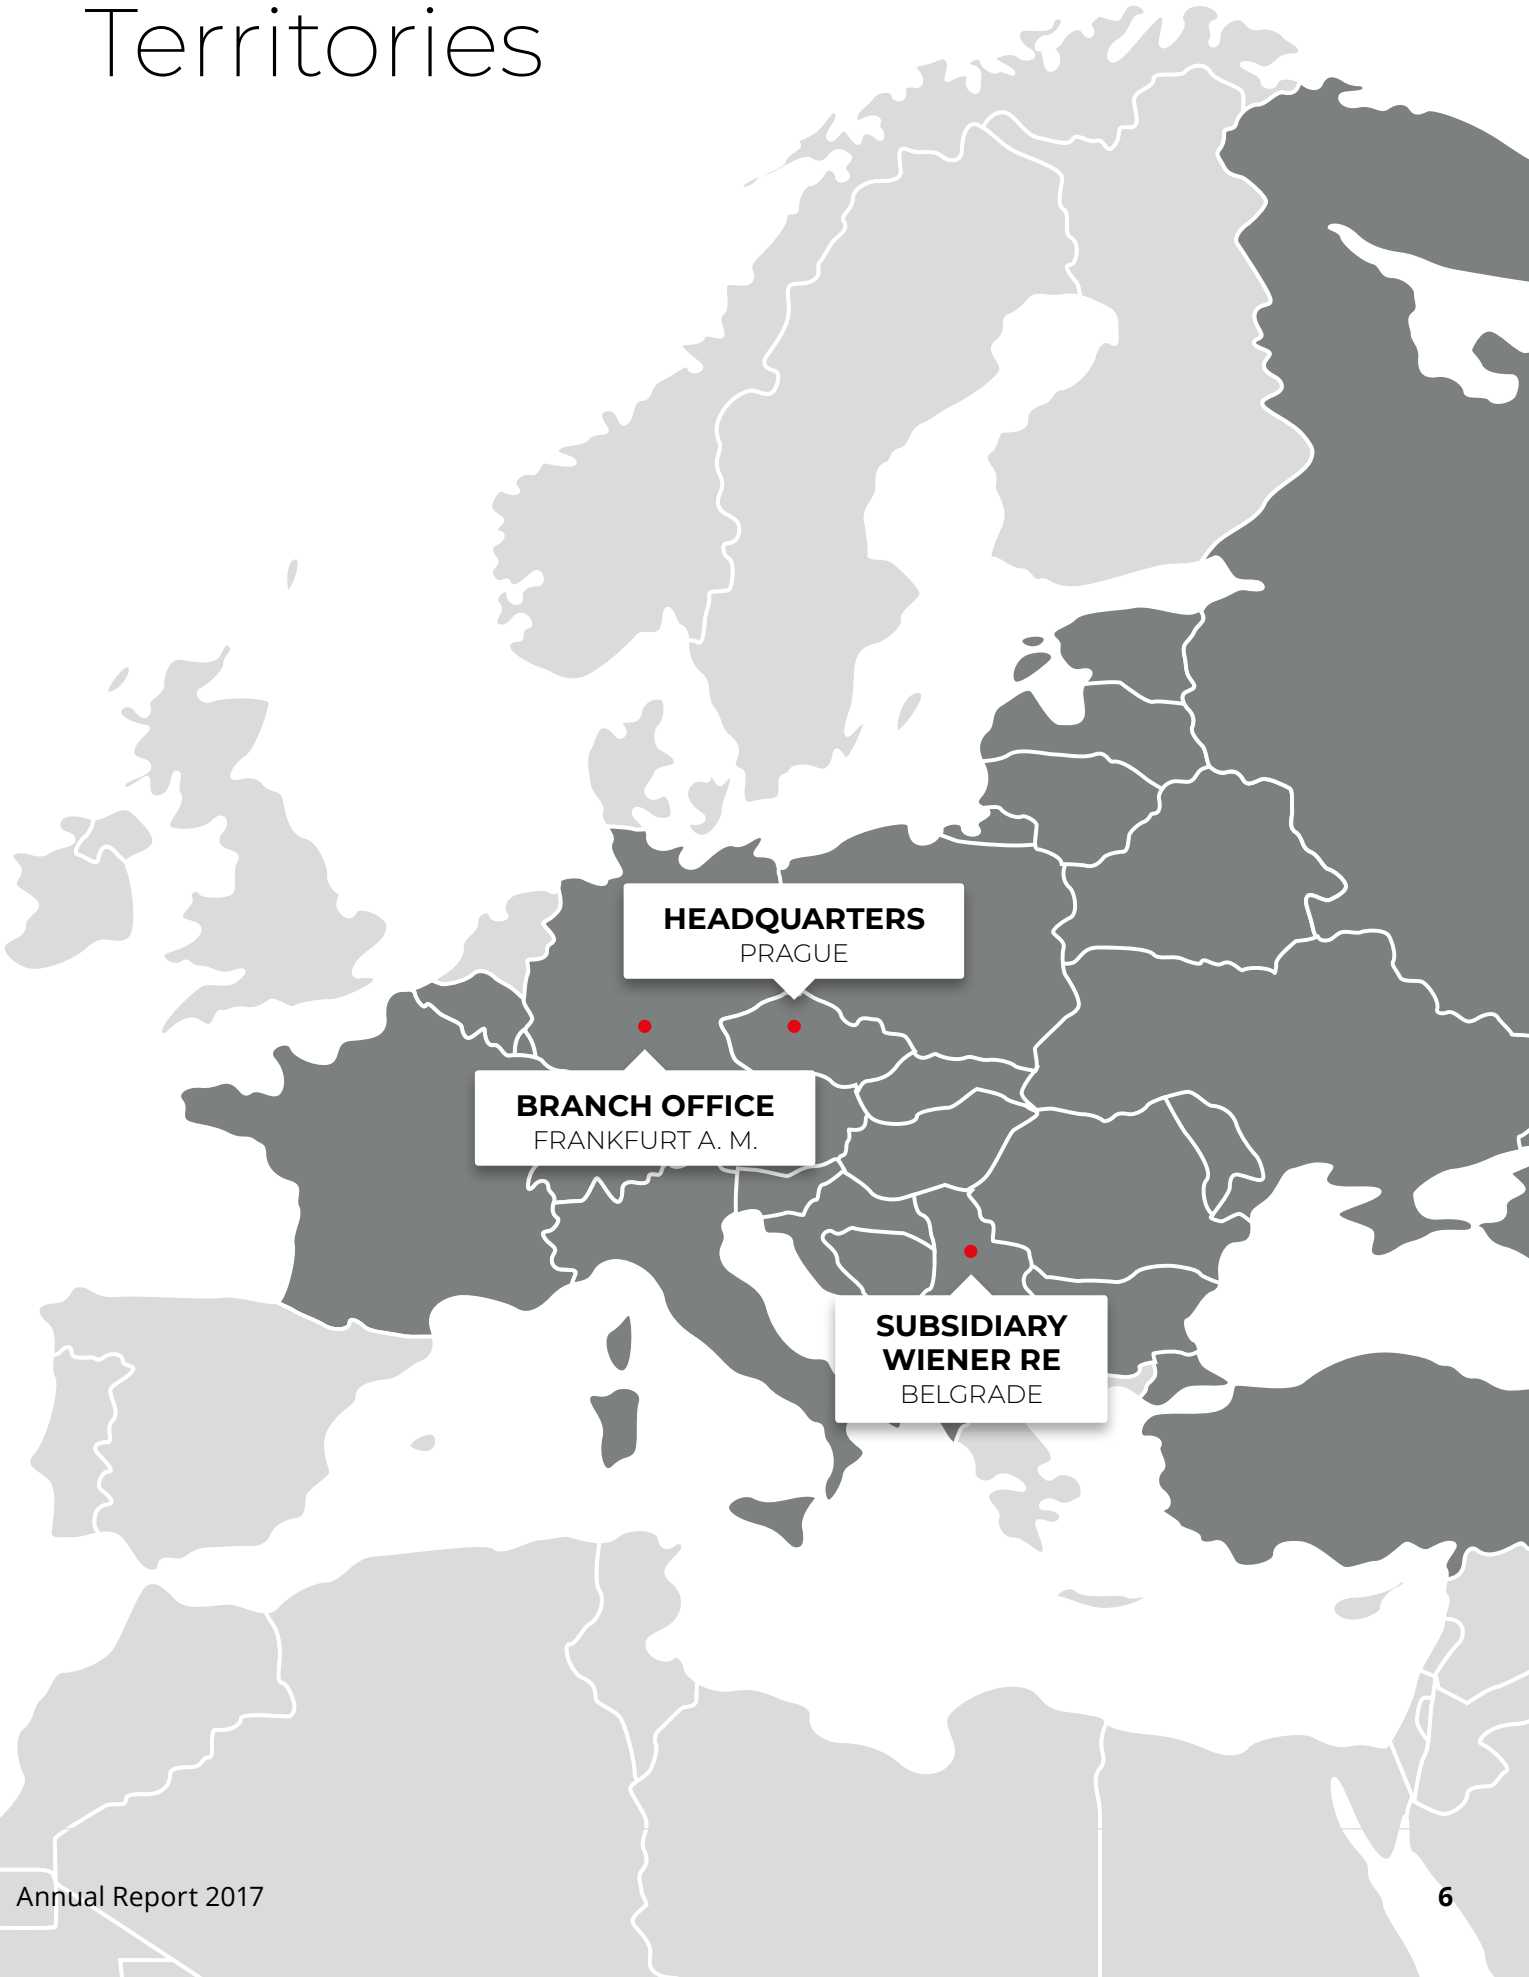 Territories
HEADQUARTERS
PRAGUE
BRANCH OFFICE
FRANKFURT A. M.
SUBSIDIARY
WIENER RE
BELGRADE
Annual Report 2017
6